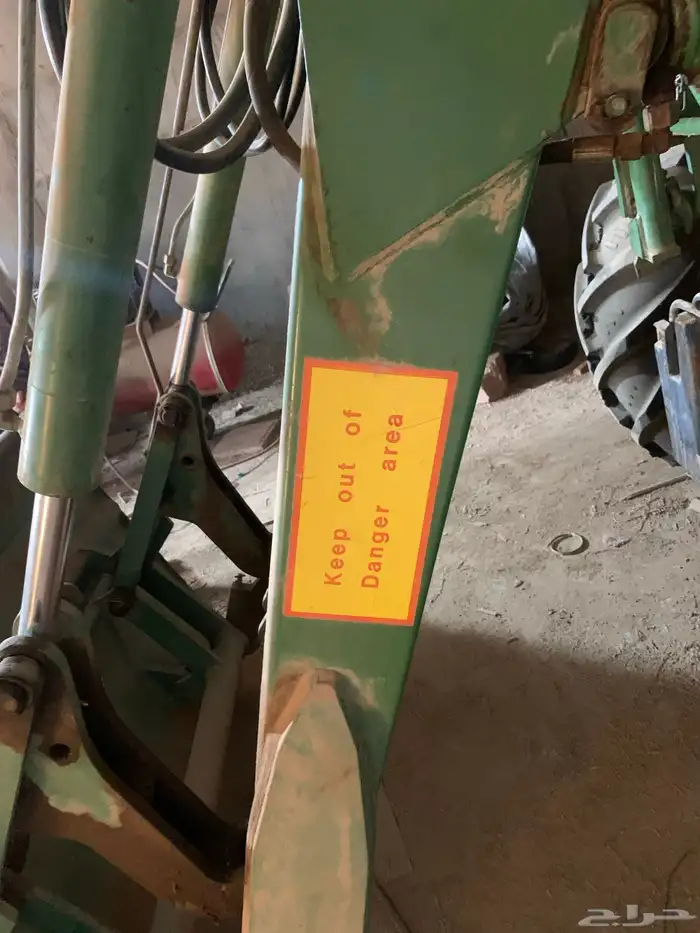 Keep out of
Danger area
حراج